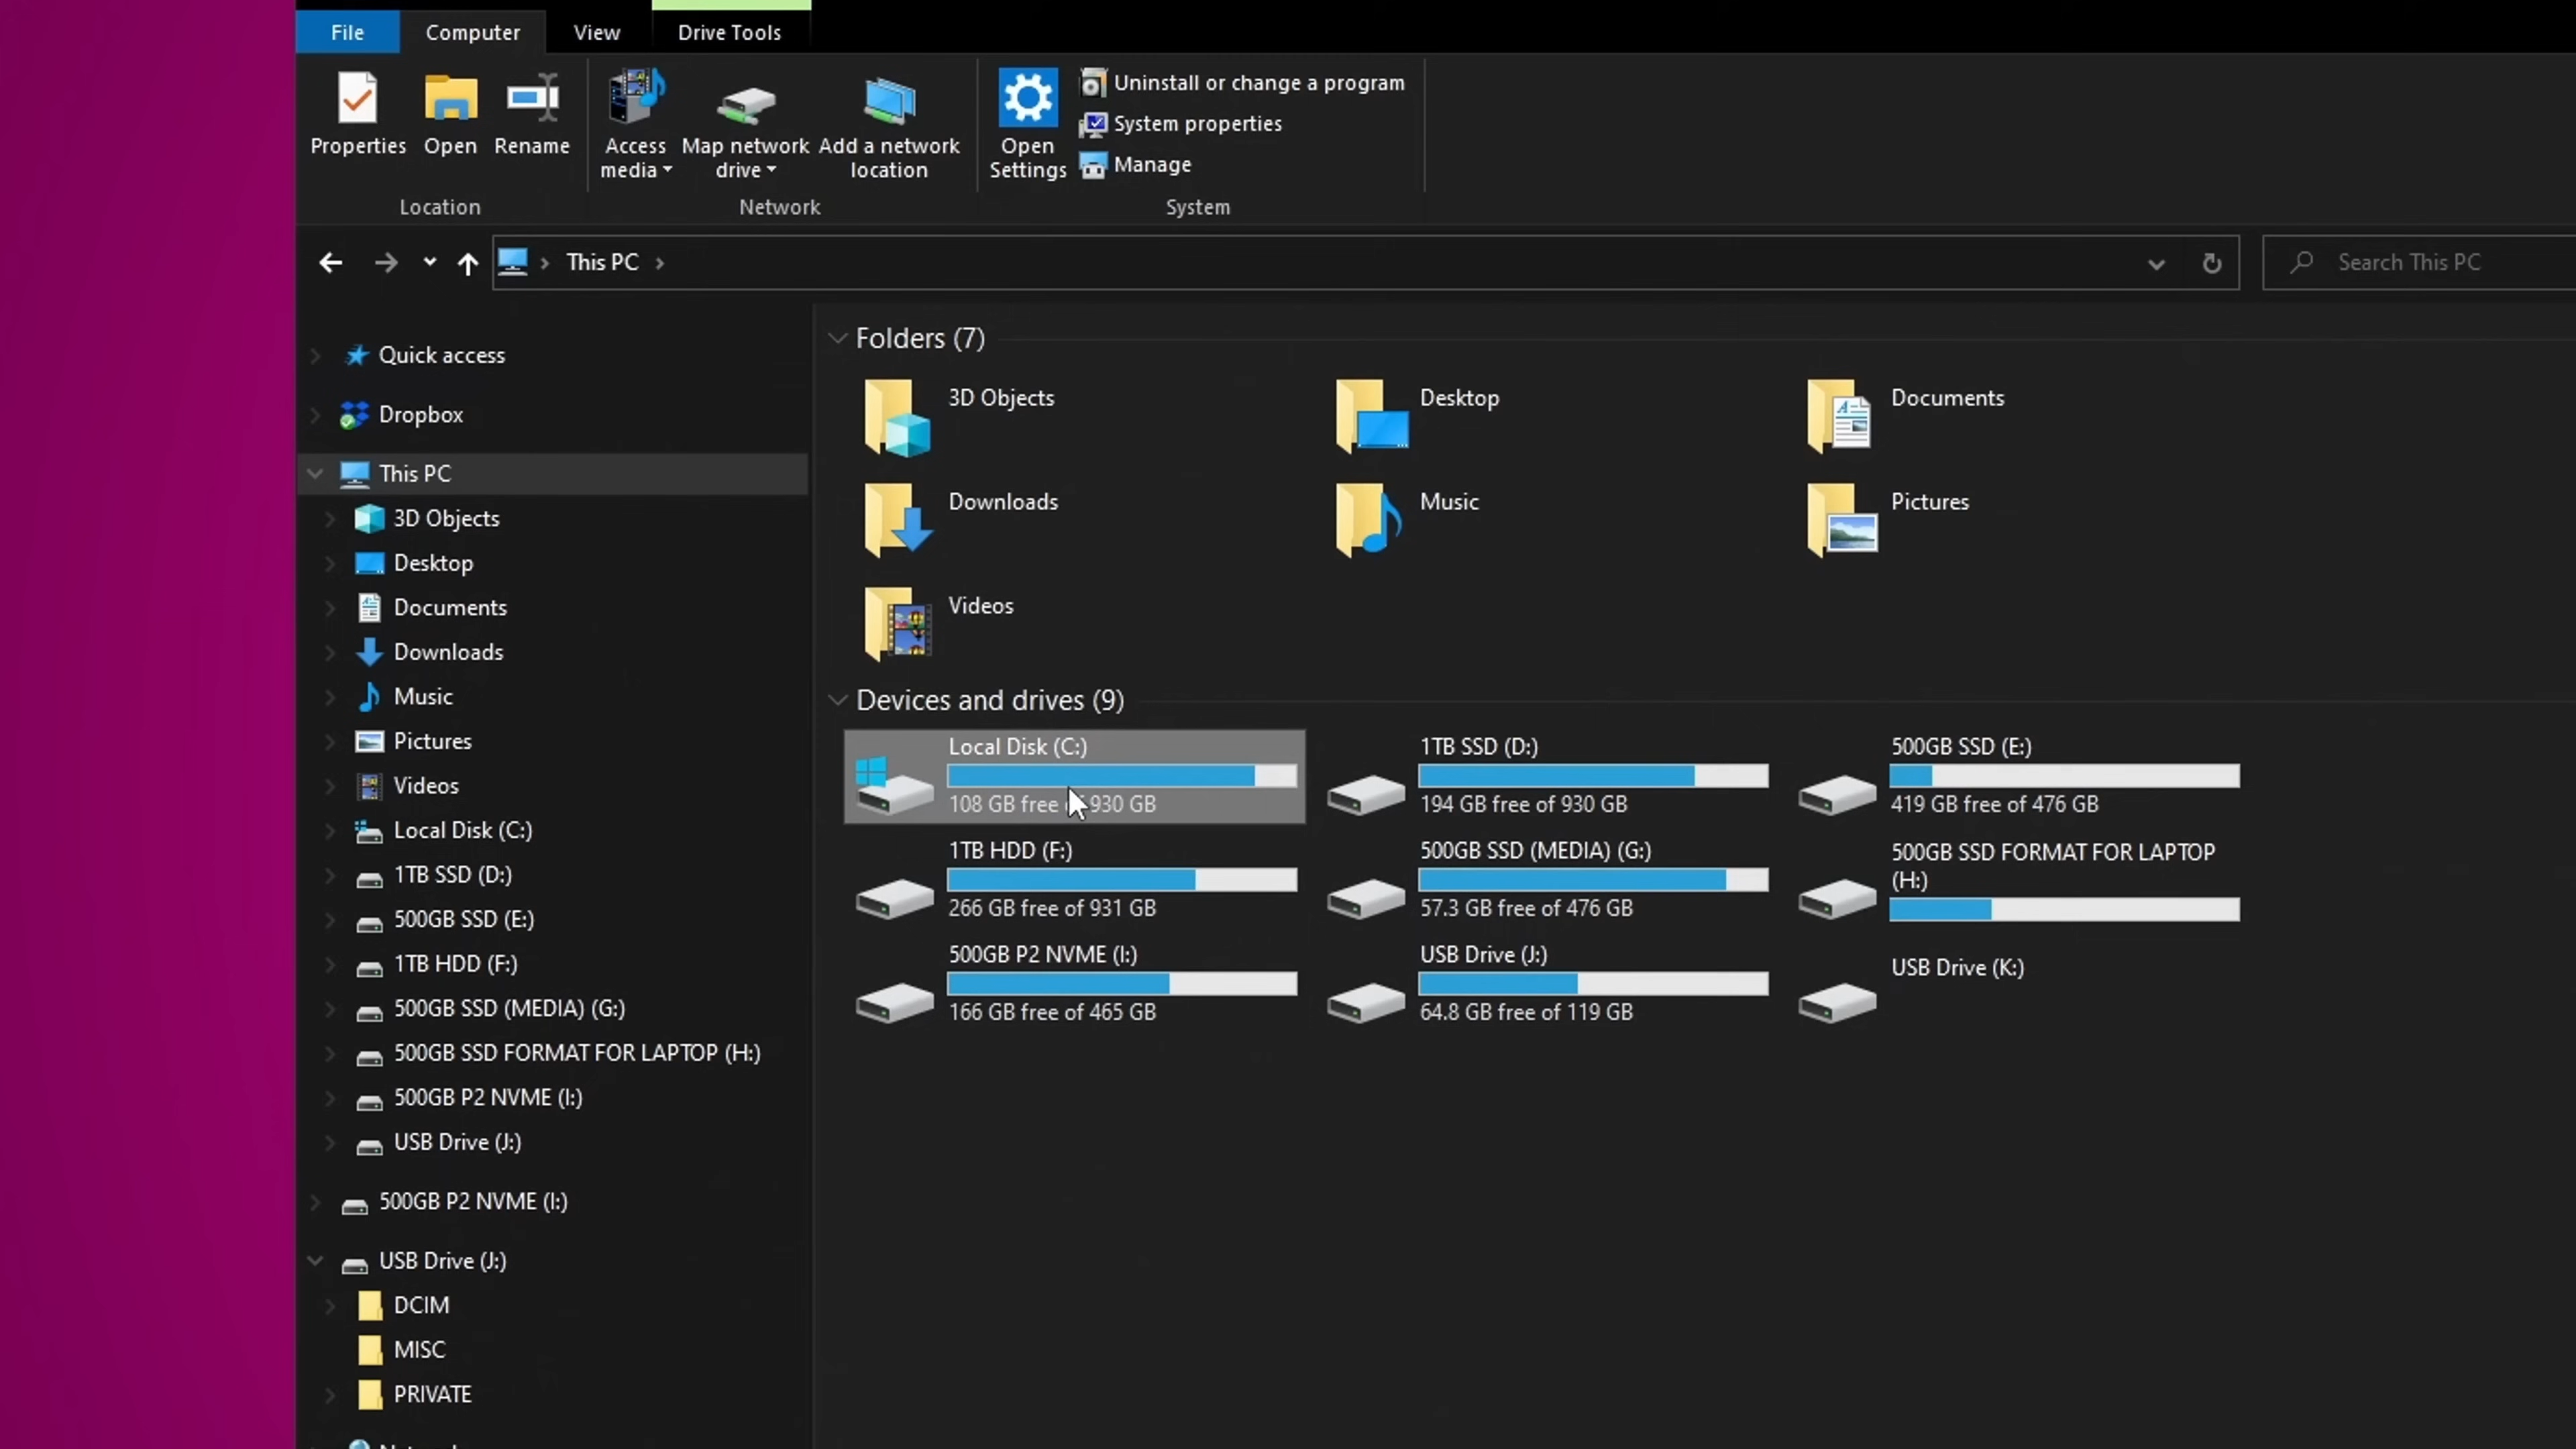 File
Computer
View
Drive Tools
Properties
Open
Rename
Access media
Map network drive
Add a network location
Open Settings
Uninstall or change a program
System properties
Manage
Location
Network
System
This PC
Search This PC
Quick access
Dropbox
This PC
3D Objects
Desktop
Documents
Downloads
Music
Pictures
Videos
Local Disk (C:)
1TB SSD (D:)
500GB SSD (E:)
1TB HDD (F:)
500GB SSD (MEDIA) (G:)
500GB SSD FORMAT FOR LAPTOP (H:)
500GB P2 NVME (I:)
USB Drive (J:)
500GB P2 NVME (I:)
USB Drive (J:)
DCIM
MISC
PRIVATE
Folders (7)
3D Objects
Desktop
Documents
Downloads
Music
Pictures
Videos
Devices and drives (9)
Local Disk (C:)
108 GB free of 930 GB
1TB SSD (D:)
194 GB free of 930 GB
500GB SSD (E:)
419 GB free of 476 GB
1TB HDD (F:)
266 GB free of 931 GB
500GB SSD (MEDIA) (G:)
57.3 GB free of 476 GB
500GB SSD FORMAT FOR LAPTOP
(H:)
500GB P2 NVME (I:)
166 GB free of 465 GB
USB Drive (J:)
64.8 GB free of 119 GB
USB Drive (K:)